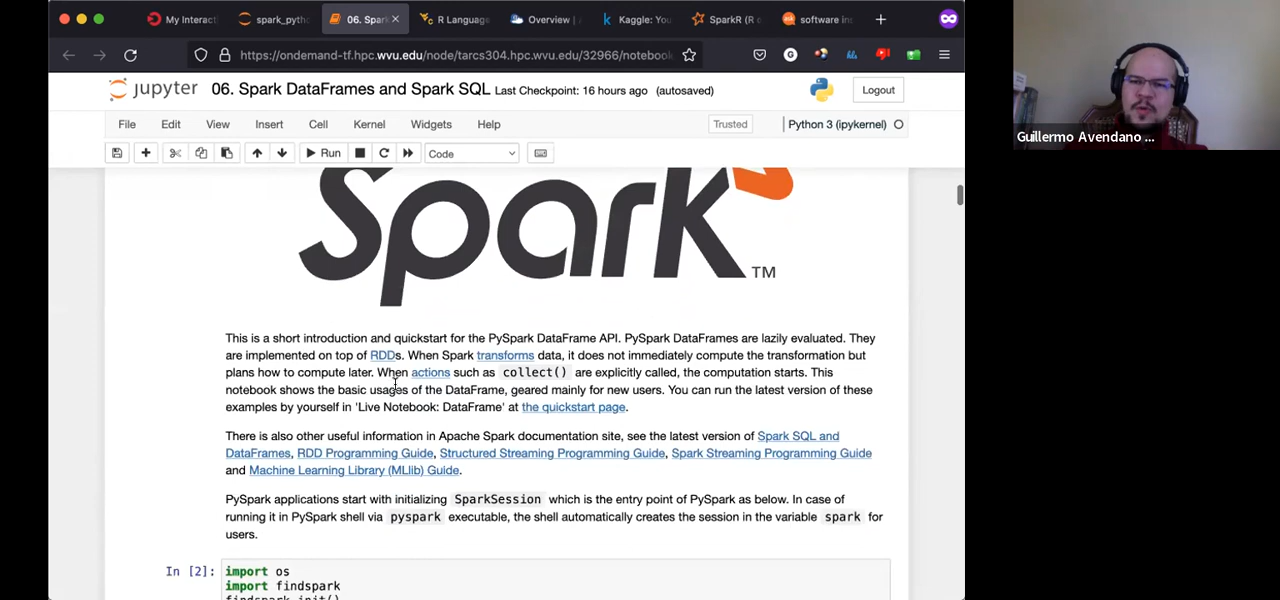 My Interact
spark_pytho
06. Spark
R Language
Overview |
Kaggle: You
SparkR (R o
software ins
https://ondemand-tf.hpc.wvu.edu/node/tarcs304.hpc.wvu.edu/32966/notebook
jupyter 06. Spark DataFrames and Spark SQL Last Checkpoint: 16 hours ago (autosaved)
Logout
File Edit View Insert Cell Kernel Widgets Help
Trusted
Python 3 (ipykernel)
Run
Code
Spark TM
This is a short introduction and quickstart for the PySpark DataFrame API. PySpark DataFrames are lazily evaluated. They
are implemented on top of RDDs. When Spark transforms data, it does not immediately compute the transformation but
plans how to compute later. When actions such as collect() are explicitly called, the computation starts. This
notebook shows the basic usages of the DataFrame, geared mainly for new users. You can run the latest version of these
examples by yourself in 'Live Notebook: DataFrame' at the quickstart page.
There is also other useful information in Apache Spark documentation site, see the latest version of Spark SQL and
DataFrames, RDD Programming Guide, Structured Streaming Programming Guide, Spark Streaming Programming Guide
and Machine Learning Library (MLlib) Guide.
PySpark applications start with initializing SparkSession which is the entry point of PySpark as below. In case of
running it in PySpark shell via pyspark executable, the shell automatically creates the session in the variable spark for
users.
In [2]: import os
import findspark
findspark.init()
Guillermo Avendano ...